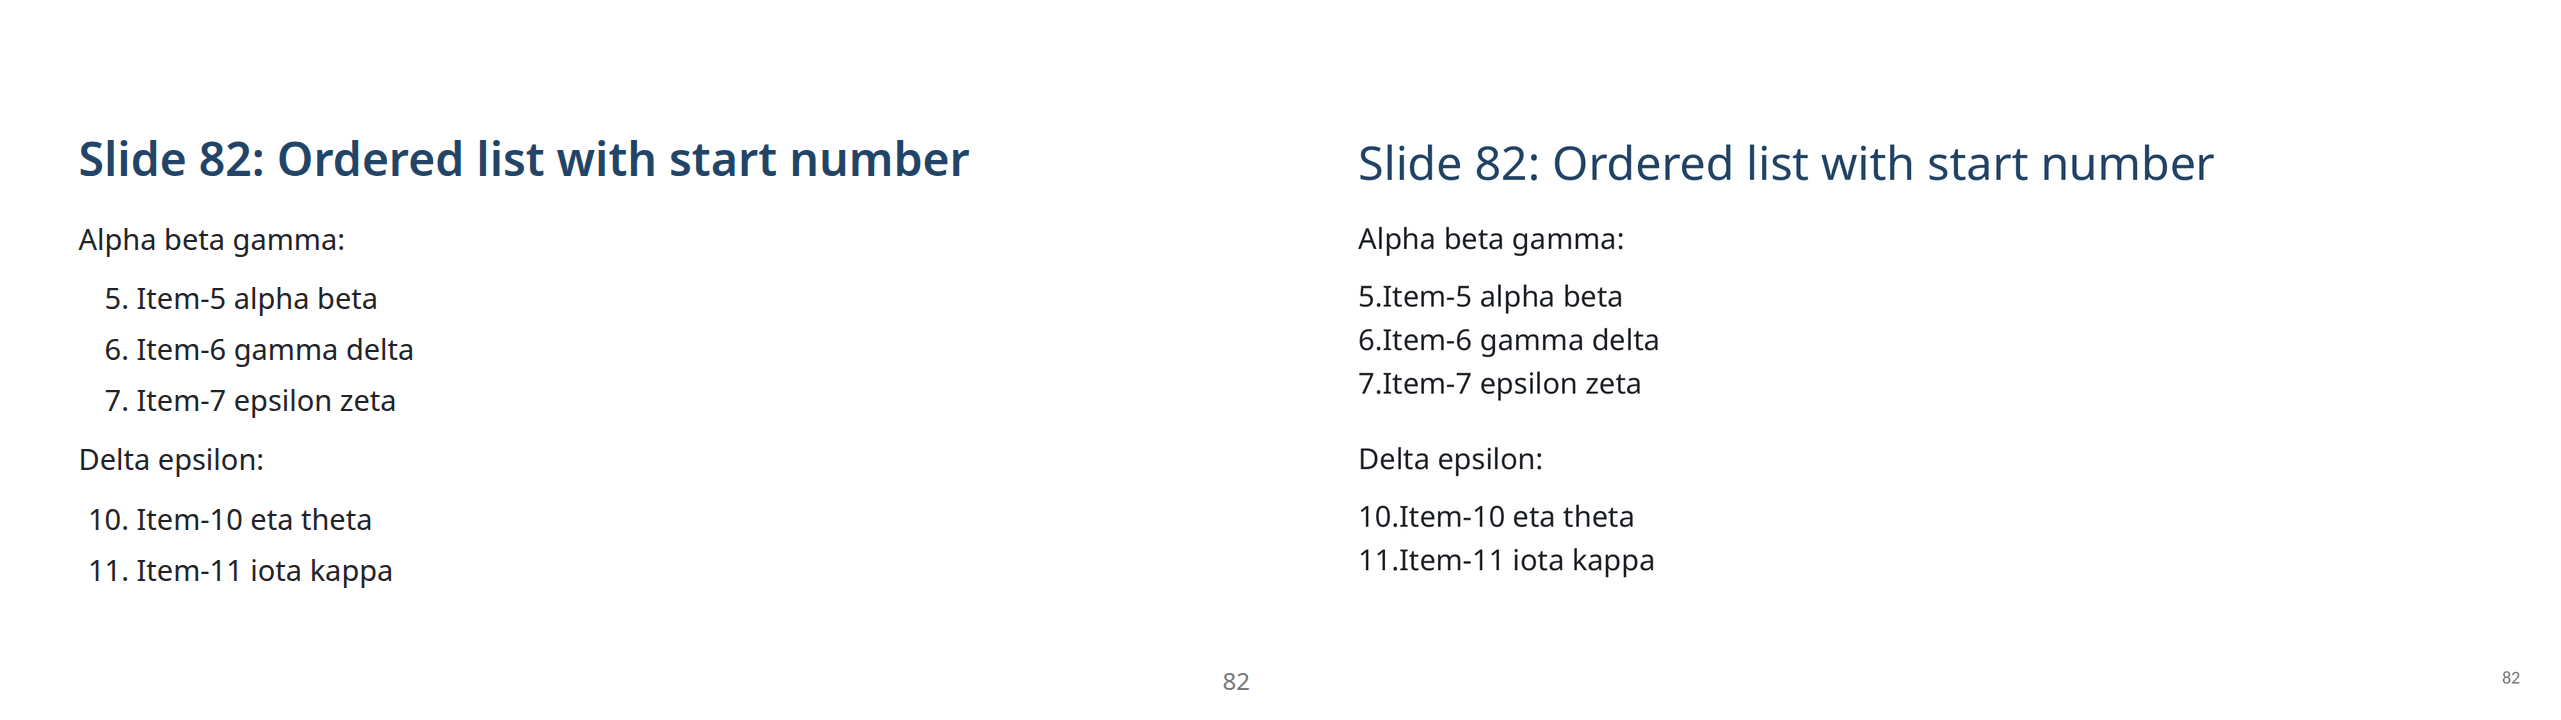 Slide 82: Ordered list with start number
Alpha beta gamma:
5. Item-5 alpha beta
6. Item-6 gamma delta
7. Item-7 epsilon zeta
Delta epsilon:
10. Item-10 eta theta
11. Item-11 iota kappa
82
Slide 82: Ordered list with start number
Alpha beta gamma:
5.Item-5 alpha beta
6.Item-6 gamma delta
7.Item-7 epsilon zeta
Delta epsilon:
10.Item-10 eta theta
11.Item-11 iota kappa
82